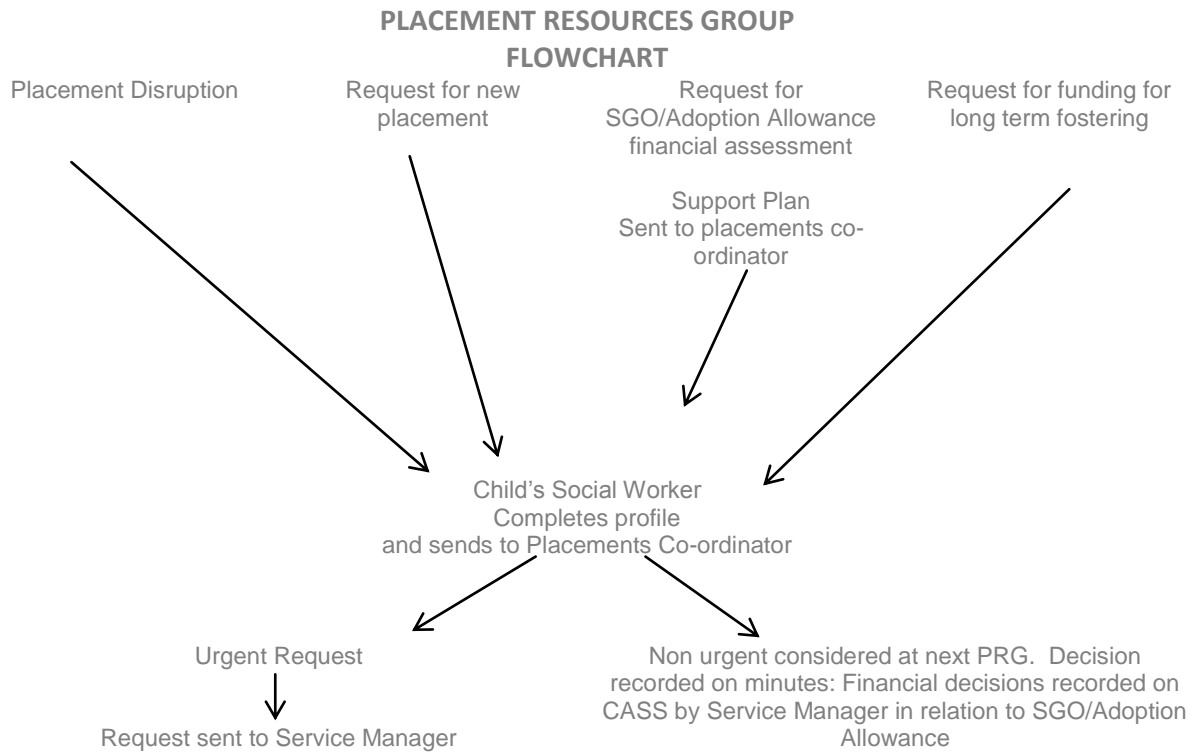 PLACEMENT RESOURCES GROUP
FLOWCHART
Placement Disruption
Request for new
placement
Request for
SGO/Adoption Allowance
financial assessment
Support Plan
Sent to placements co-
ordinator
Request for funding for
long term fostering
Child's Social Worker
Completes profile
and sends to Placements Co-ordinator
Urgent Request
Request sent to Service Manager
Non urgent considered at next PRG.  Decision
recorded on minutes: Financial decisions recorded on
CASS by Service Manager in relation to SGO/Adoption
Allowance